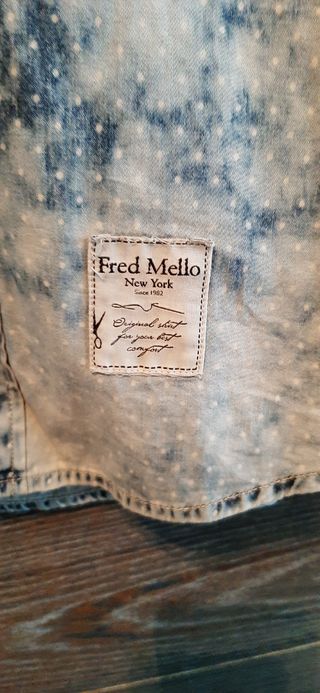 Fred Mello
New York
Since 1982
Original shirt
for your best
comfort